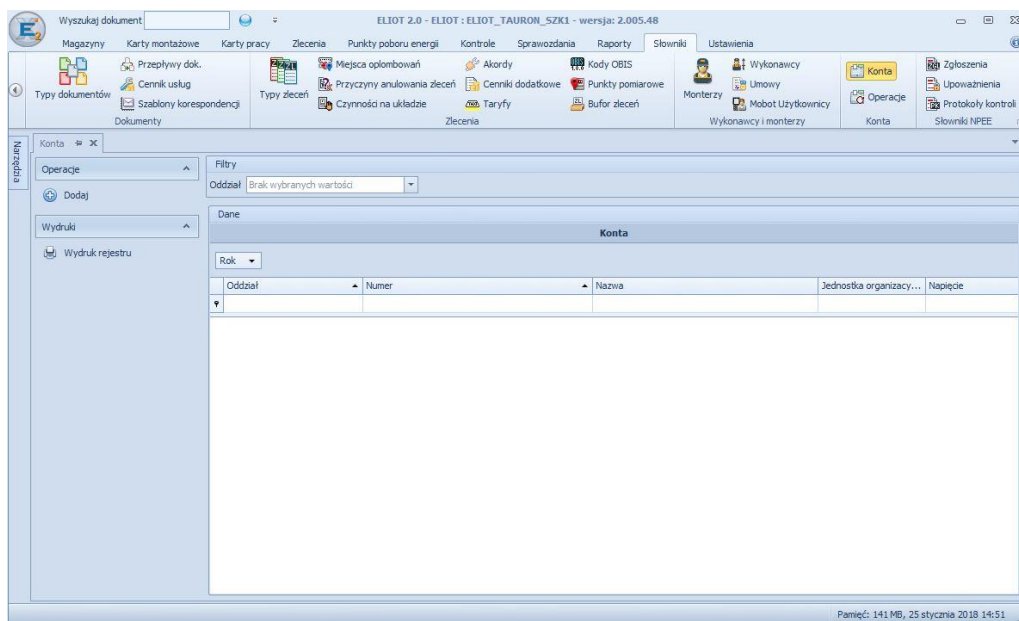 Wyszukaj dokument
ELIOT 2.0 - ELIOT : ELIOT_TAURON_SZK1 - wersja: 2.005.48
E2
Magazyny Karty montażowe Karty pracy Zlecenia Punkty poboru energii Kontrole Sprawozdania Raporty Słowniki Ustawienia
Typy dokumentów
Przepływy dok.
Cennik usług
Szablony korespondencji
Dokumenty
Typy zleceń
Miejsca oplombowań
Przyczyny anulowania zleceń
Czynności na układzie
Akordy
Cenniki dodatkowe
Taryfy
Kody OBIS
Punkty pomiarowe
Bufor zleceń
Zlecenia
Monterzy
Wykonawcy
Umowy
Mobot Użytkownicy
Wykonawcy i monterzy
Konta
Operacje
Konta
Zgłoszenia
Upoważnienia
Protokoły kontroli
Słowniki NPEE
Narzędzia
Konta
Operacje
Dodaj
Wydruki
Wydruk rejestru
Filtry
Oddział Brak wybranych wartości
Dane
Konta
Rok
Oddział Numer Nazwa Jednostka organizacy... Napięcie
Pamięć: 141 MB, 25 stycznia 2018 14:51